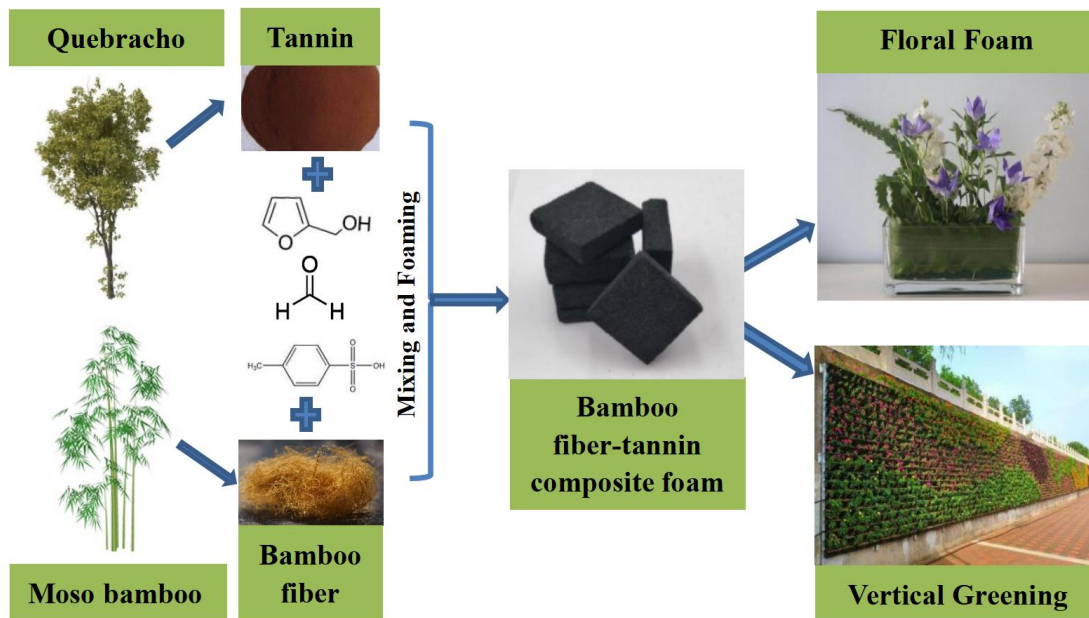 Quebracho
Tannin
OH
O
O
H
H
H₃C
O
S
OH
O
Moso bamboo
Bamboo
fiber
Mixing and Foaming
Bamboo
fiber-tannin
composite foam
Floral Foam
Vertical Greening